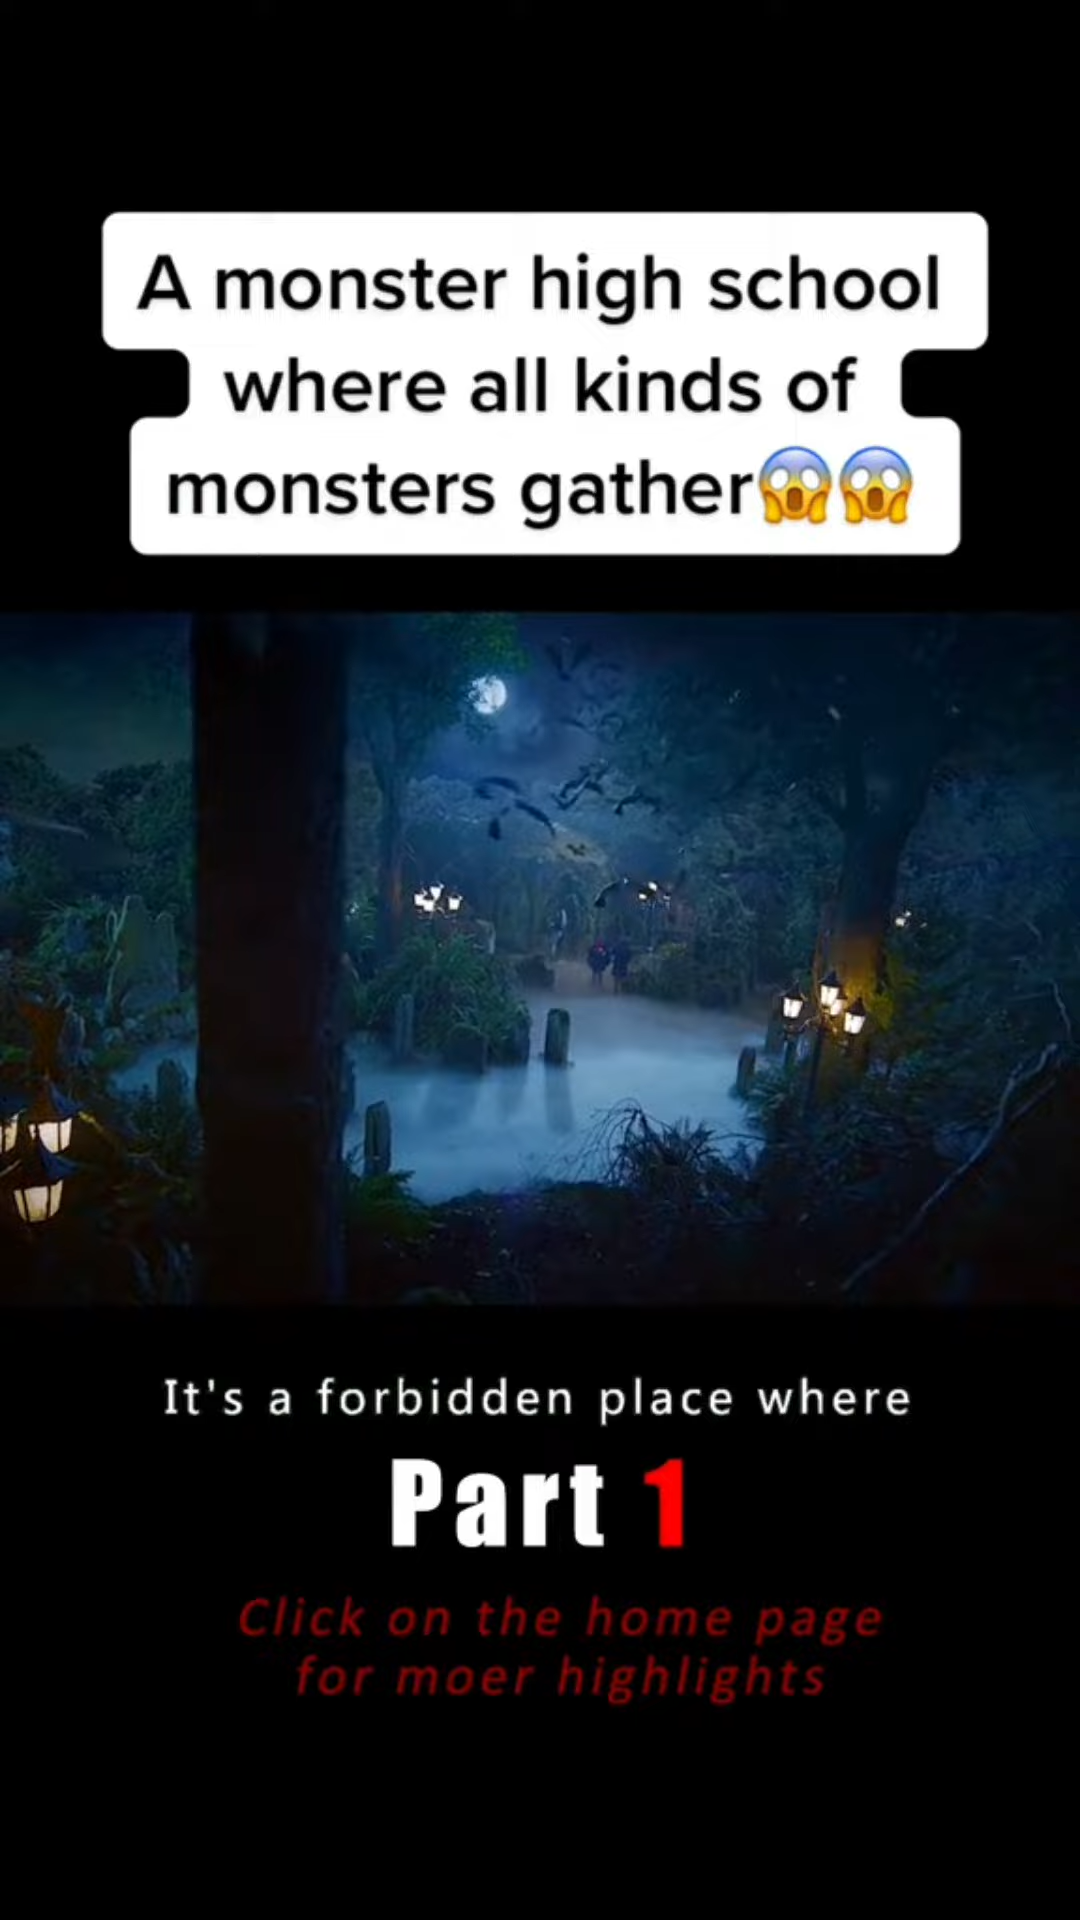 A monster high school
where all kinds of
monsters gather😱😱
It's a forbidden place where
Part 1
Click on the home page
for moer highlights